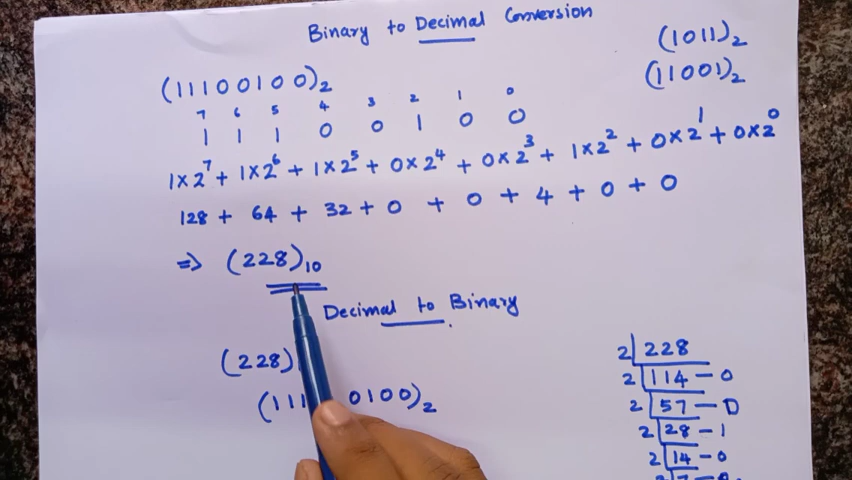 Binary to Decimal Conversion
(1011)2
(11001)2
(11100100)2
7 6 5 4 3 2 1 0
1 1 1 0 0 1 0 0
1×2^7 + 1×2^6 + 1×2^5 + 0×2^4 + 0×2^3 + 1×2^2 + 0×2^1 + 0×2^0
128 + 64 + 32 + 0 + 0 + 4 + 0 + 0
=> (228)10
Decimal to Binary
(228)
(111 0100)2
2 228
2 114 - 0
2 57 - 0
2 28 - 1
2 14 - 0
2 7 - 0